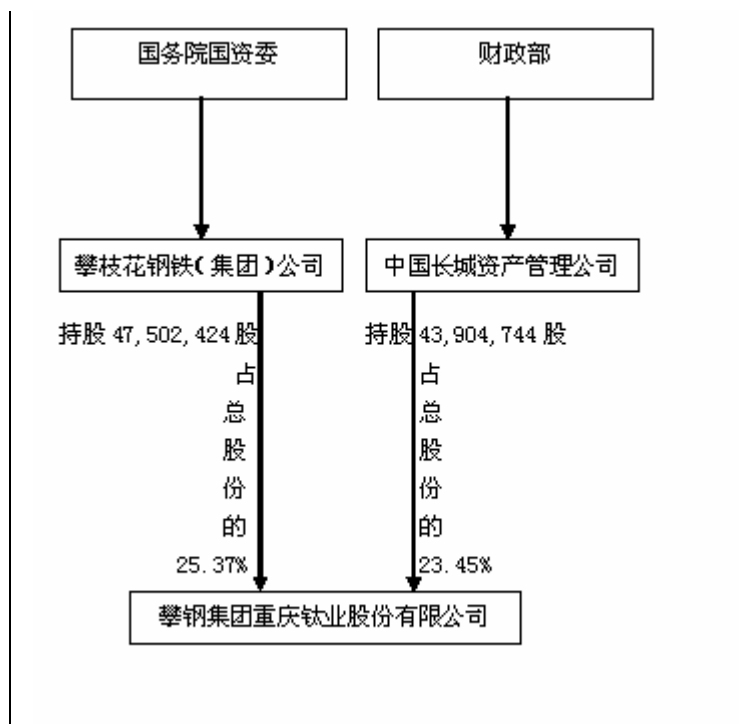 国务院国资委
财政部
攀枝花钢铁(集团)公司
中国长城资产管理公司
持股 47,502,424 股
占
总
股
份
的
25.37%
持股 43,904,744 股
占
总
股
份
的
23.45%
攀钢集团重庆钛业股份有限公司